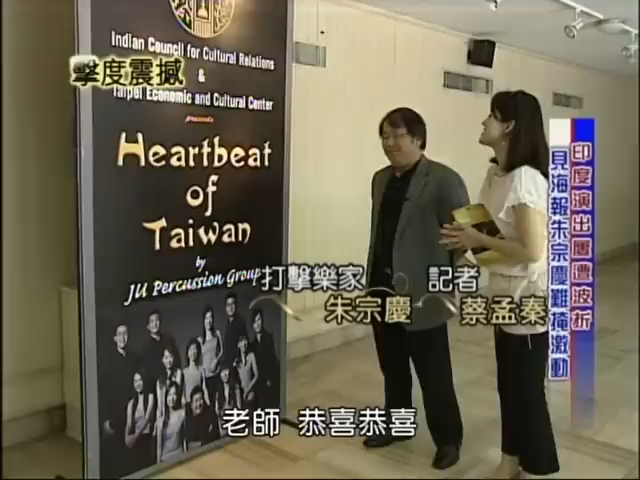 Indian Council for Cultural Relations
&
Taipei Economic and Cultural Center
presents
Heartbeat
of
Taiwan
by
JU Percussion Group
擊度震撼
打擊樂家
朱宗慶
記者
蔡孟秦
印度演出屢遭波折
見海報朱宗慶難掩激動
老師 恭喜恭喜